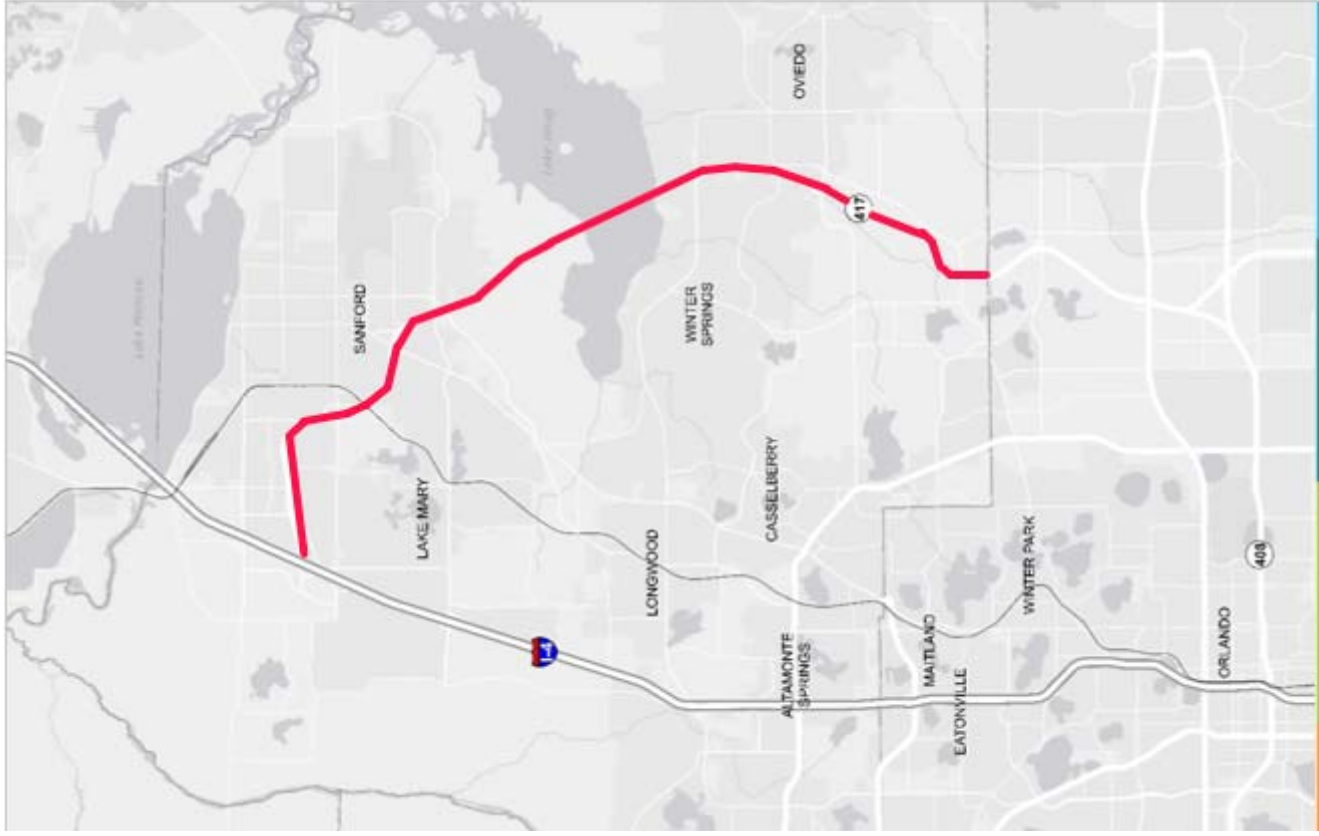 OVIEDO
SANFORD
WINTER
SPRINGS
417
LAKE MARY
CASSELBERRY
LONGWOOD
WINTER PARK
408
I-4
ALTAMONTE
SPRINGS
MAITLAND
EATONVILLE
ORLANDO